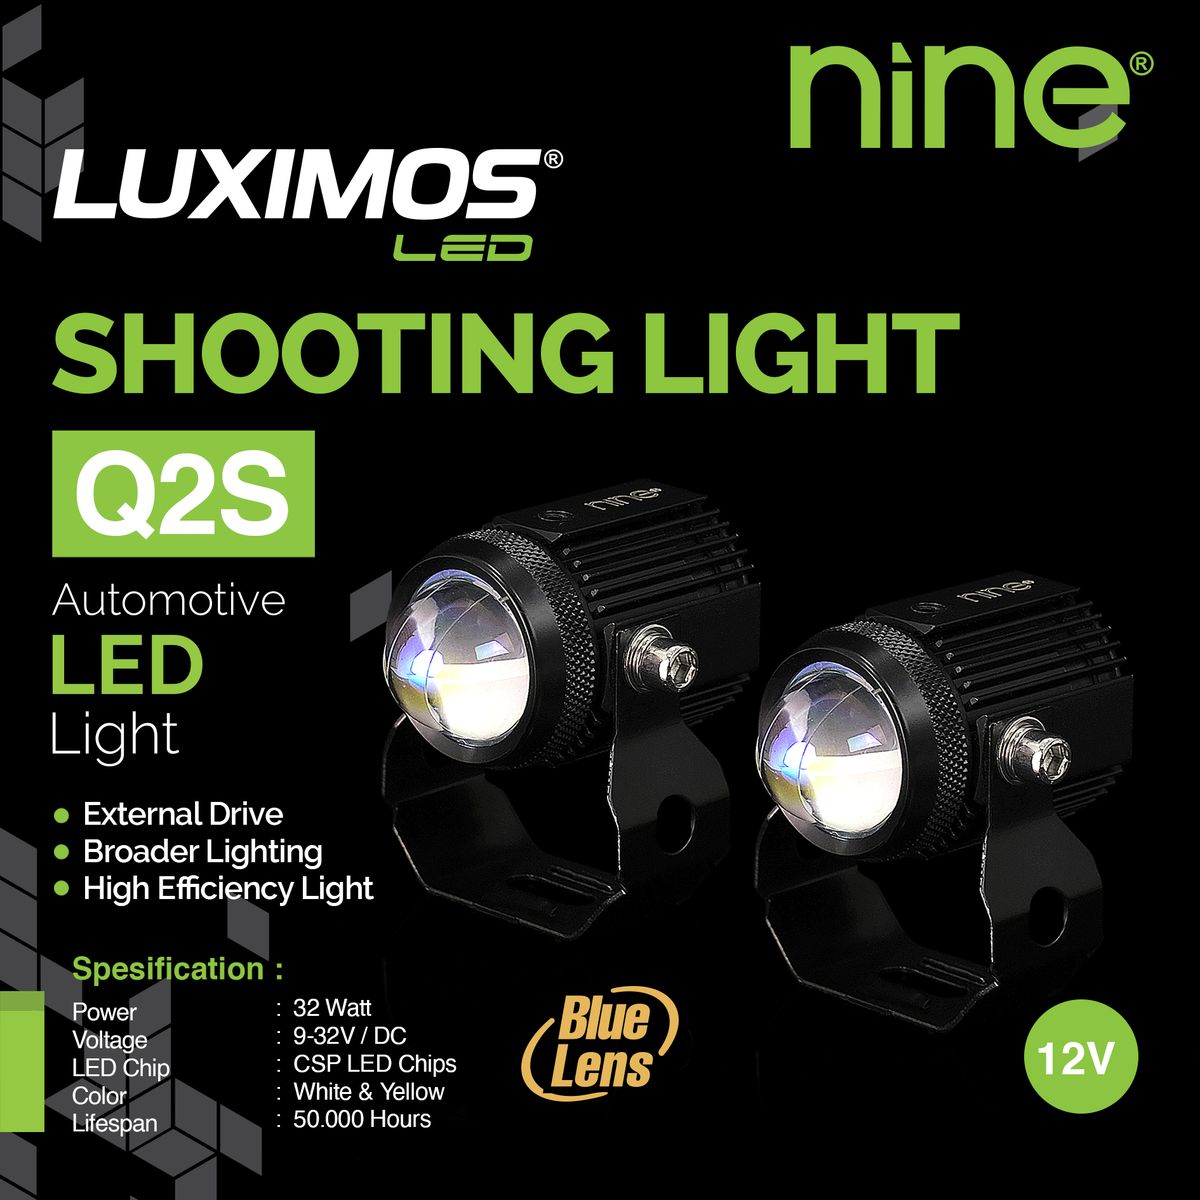 nine®
LUXIMOS®
LED
SHOOTING LIGHT
Q2S
Automotive
LED
Light
nine®
nine®
External Drive
Broader Lighting
High Efficiency Light
Spesification :
Power : 32 Watt
Voltage : 9-32V / DC
LED Chip : CSP LED Chips
Color : White & Yellow
Lifespan : 50.000 Hours
Blue
Lens
12V